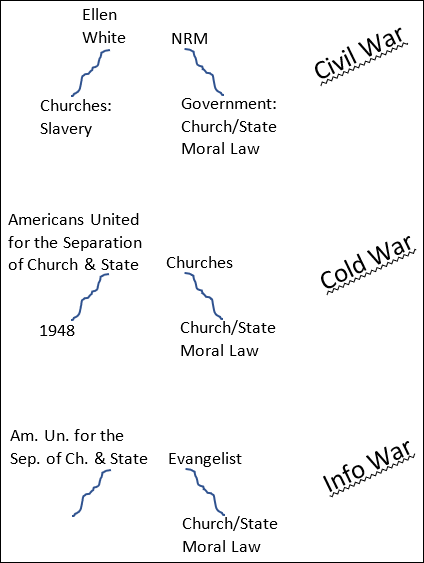 Ellen
White
NRM
Civil War
Churches:
Slavery
Government:
Church/State
Moral Law
Americans United
for the Separation
of Church & State
Churches
Cold War
1948
Church/State
Moral Law
Am. Un. for the
Sep. of Ch. & State
Evangelist
Info War
Church/State
Moral Law